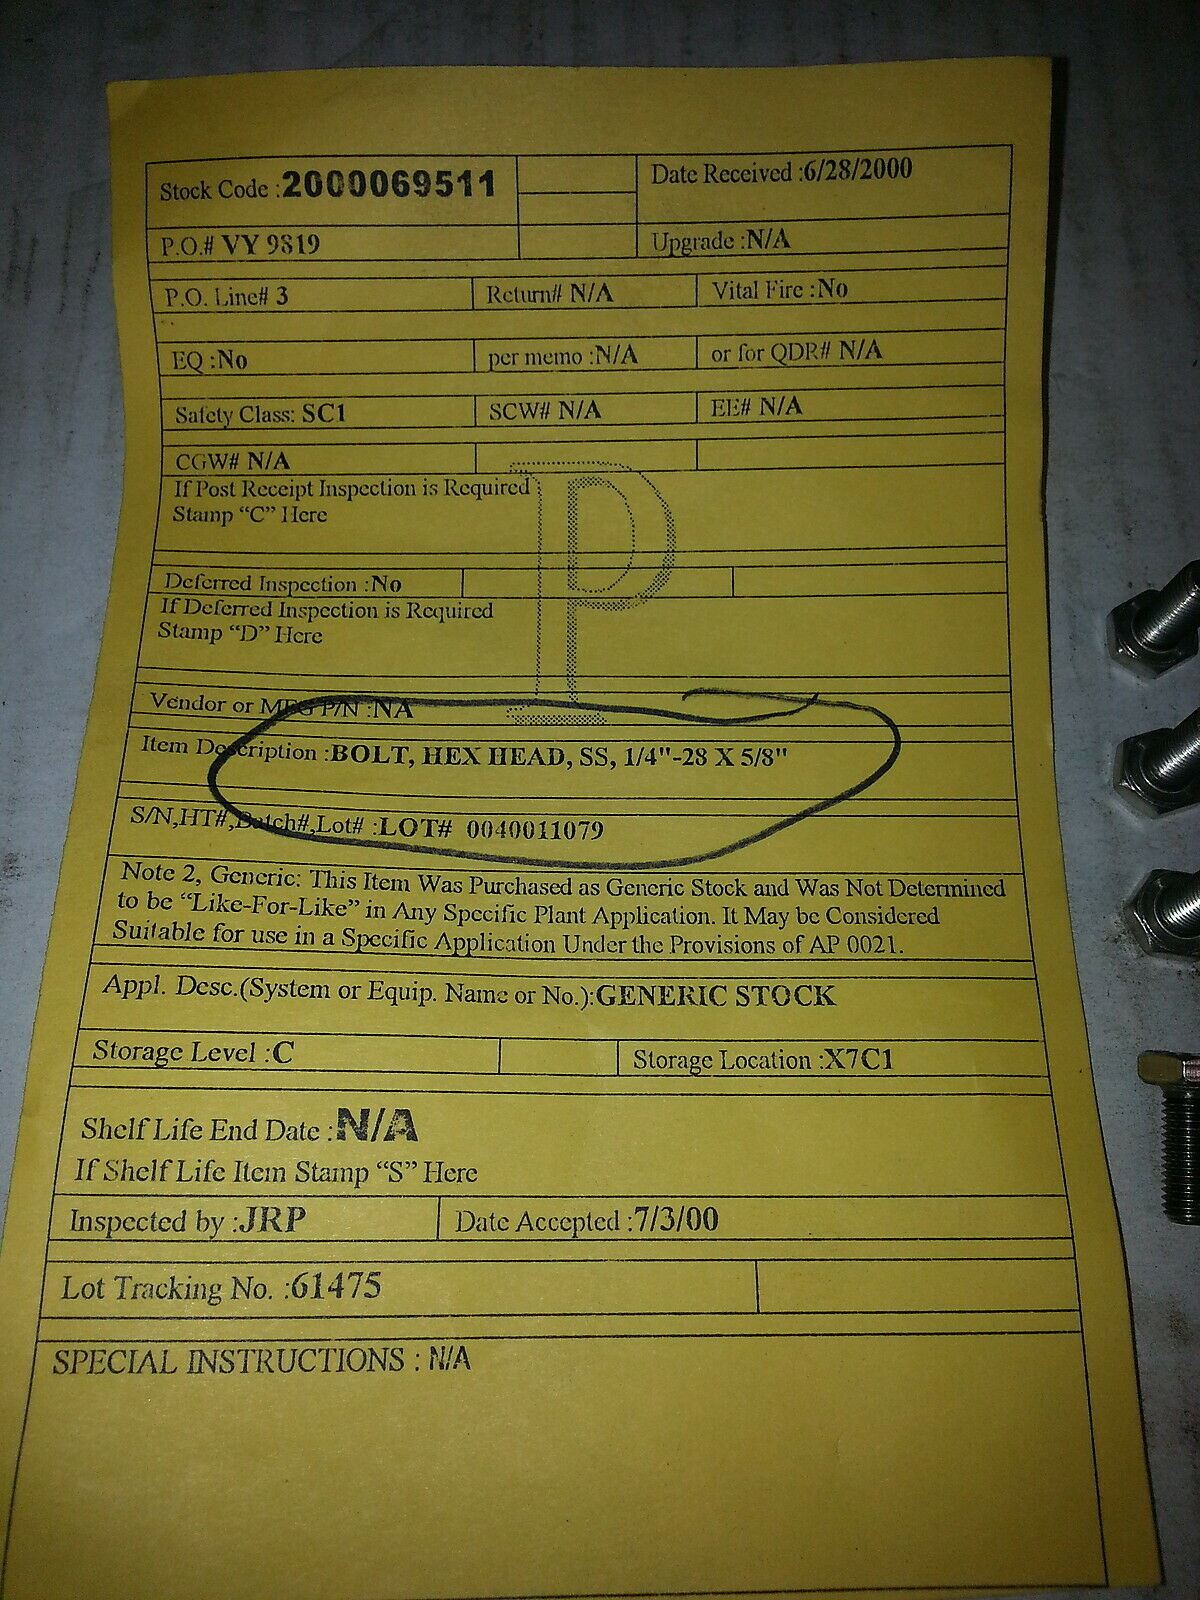 Stock Code :2000069511
Date Received :6/28/2000
P.O.# VY 9819
Upgrade :N/A
P.O. Line# 3
Return# N/A
Vital Fire :No
EQ :No
per memo :N/A
or for QDR# N/A
Safety Class: SC1
SCW# N/A
EE# N/A
CGW# N/A
If Post Receipt Inspection is Required
Stamp “C” Here
P
Deferred Inspection :No
If Deferred Inspection is Required
Stamp “D” Here
Vendor or MFG P/N :NA
Item Description :BOLT, HEX HEAD, SS, 1/4"-28 X 5/8"
S/N,HT#,Batch#,Lot# :LOT# 0040011079
Note 2, Generic: This Item Was Purchased as Generic Stock and Was Not Determined
to be “Like-For-Like” in Any Specific Plant Application. It May be Considered
Suitable for use in a Specific Application Under the Provisions of AP 0021.
Appl. Desc.(System or Equip. Name or No.):GENERIC STOCK
Storage Level :C
Storage Location :X7C1
Shelf Life End Date :N/A
If Shelf Life Item Stamp “S” Here
Inspected by :JRP
Date Accepted :7/3/00
Lot Tracking No. :61475
SPECIAL INSTRUCTIONS : N/A